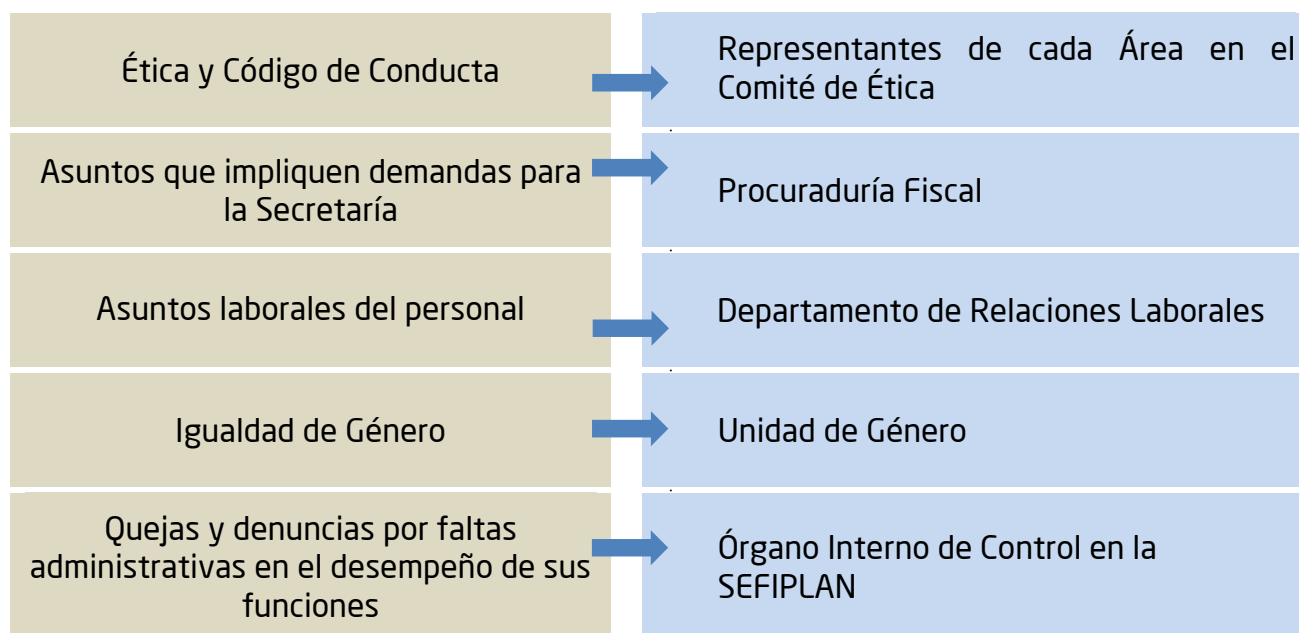 Ética y Código de Conducta
Representantes de cada Área en el
Comité de Ética
Asuntos que impliquen demandas para
la Secretaría
Procuraduría Fiscal
Asuntos laborales del personal
Departamento de Relaciones Laborales
Igualdad de Género
Unidad de Género
Quejas y denuncias por faltas
administrativas en el desempeño de sus
funciones
Órgano Interno de Control en la
SEFIPLAN